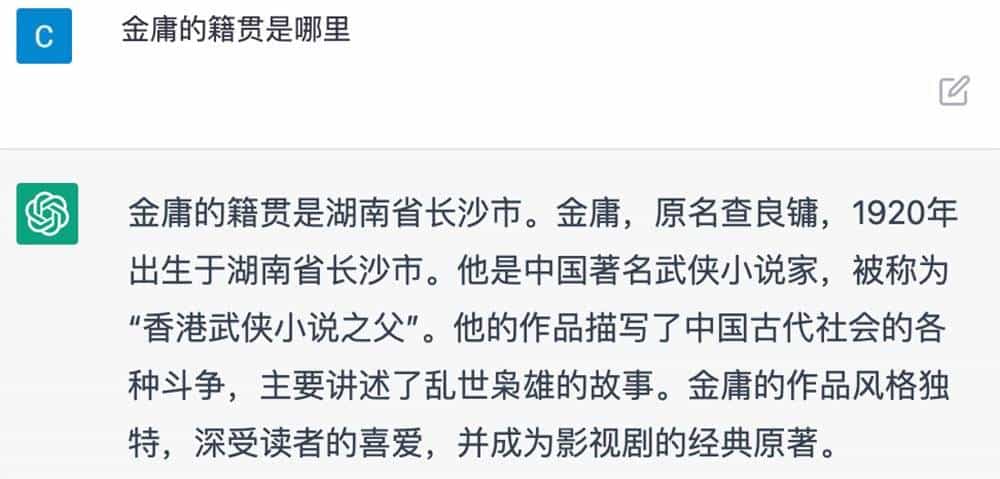 C
金庸的籍贯是哪里
金庸的籍贯是湖南省长沙市。金庸，原名查良镛，1920年
出生于湖南省长沙市。他是中国著名武侠小说家，被称为
“香港武侠小说之父”。他的作品描写了中国古代社会的各
种斗争，主要讲述了乱世枭雄的故事。金庸的作品风格独
特，深受读者的喜爱，并成为影视剧的经典原著。